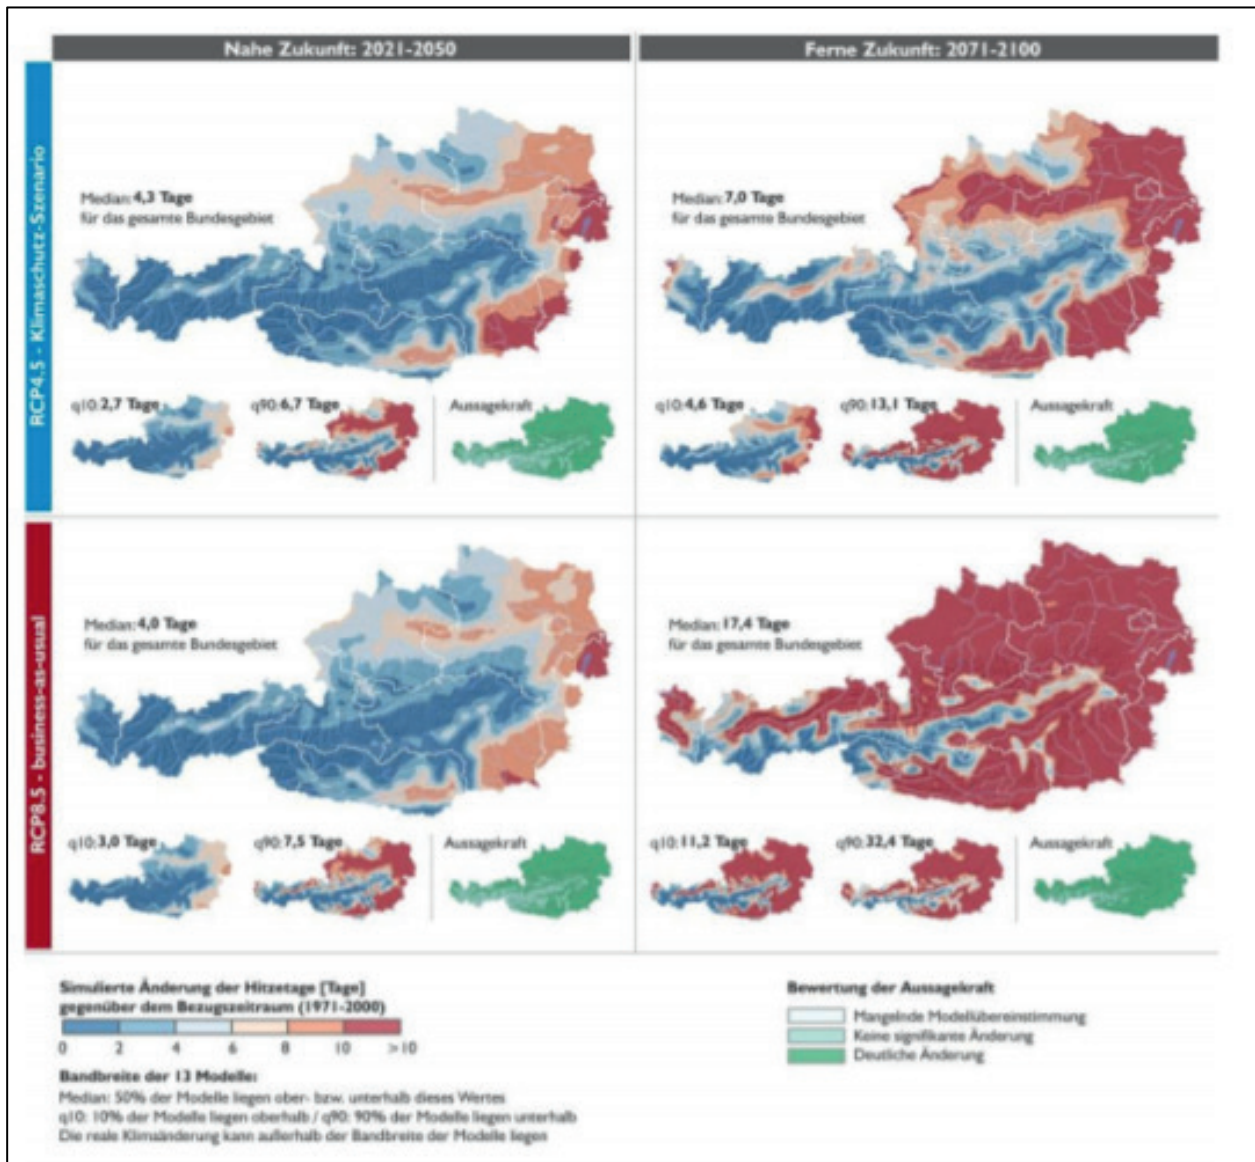 Nahe Zukunft: 2021-2050
Ferne Zukunft: 2071-2100
RCP4.5 - Klimaschutz-Szenario
Median: 4,3 Tage
für das gesamte Bundesgebiet
q10: 2,7 Tage
q90: 6,7 Tage
Aussagekraft
Median: 7,0 Tage
für das gesamte Bundesgebiet
q10: 4,6 Tage
q90: 13,1 Tage
Aussagekraft
RCP8.5 - business-as-usual
Median: 4,0 Tage
für das gesamte Bundesgebiet
q10: 3,0 Tage
q90: 7,5 Tage
Aussagekraft
Median: 17,4 Tage
für das gesamte Bundesgebiet
q10: 11,2 Tage
q90: 32,4 Tage
Aussagekraft
Simulierte Änderung der Hitzetage [Tage]
gegenüber dem Bezugszeitraum (1971-2000)
0 2 4 6 8 10 >10
Bandbreite der 13 Modelle:
Median: 50% der Modelle liegen ober- bzw. unterhalb dieses Wertes
q10: 10% der Modelle liegen oberhalb / q90: 90% der Modelle liegen unterhalb
Die reale Klimaänderung kann außerhalb der Bandbreite der Modelle liegen
Bewertung der Aussagekraft
Mangelnde Modellübereinstimmung
Keine signifikante Änderung
Deutliche Änderung